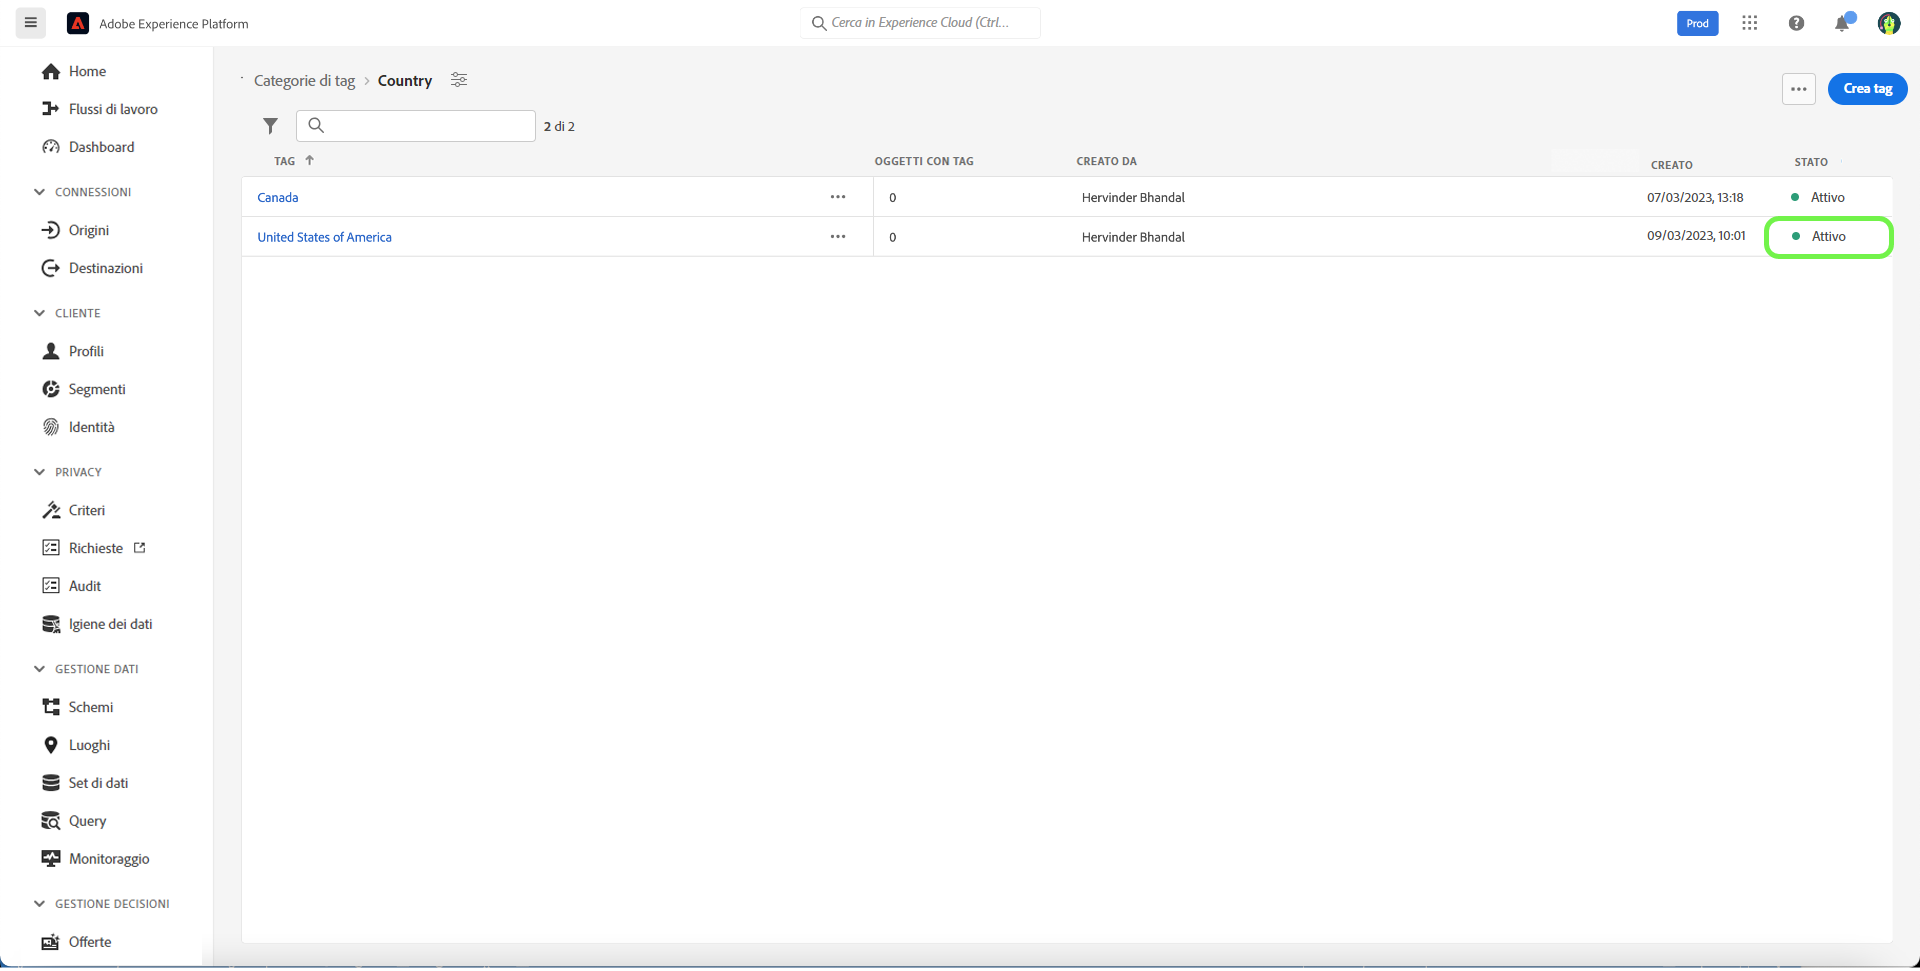 Adobe Experience Platform
Cerca in Experience Cloud (Ctrl...
Prod
Home
Flussi di lavoro
Dashboard
CONNESSIONI
Origini
Destinazioni
CLIENTE
Profili
Segmenti
Identità
PRIVACY
Criteri
Richieste
Audit
Igiene dei dati
GESTIONE DATI
Schemi
Luoghi
Set di dati
Query
Monitoraggio
GESTIONE DECISIONI
Offerte
Categorie di tag > Country
Crea tag
2 di 2
TAG OGGETTI CON TAG CREATO DA CREATO STATO
Canada 0 Hervinder Bhandal 07/03/2023, 13:18 Attivo
United States of America 0 Hervinder Bhandal 09/03/2023, 10:01 Attivo